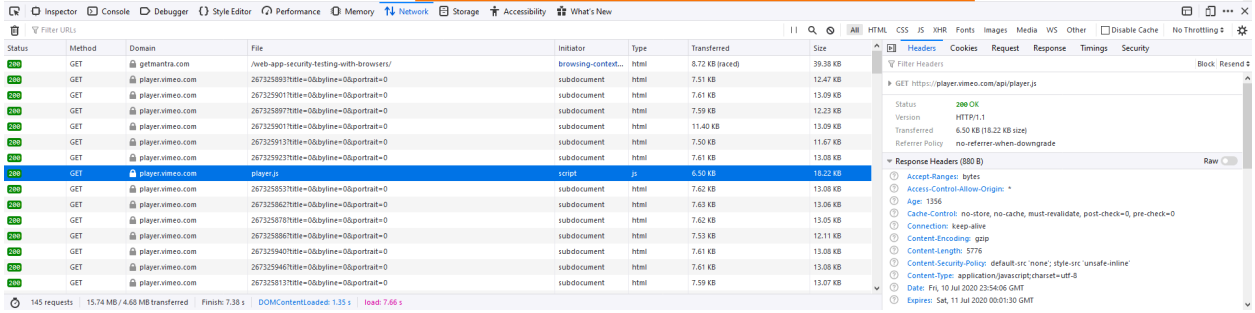 Inspector Console Debugger Style Editor Performance Memory Network Storage Accessibility What's New
Filter URLs All HTML CSS JS XHR Fonts Images Media WS Other Disable Cache No Throttling
Status Method Domain File Initiator Type Transferred Size
200 GET getmantra.com /web-app-security-testing-with-browsers/ browsing-context... html 8.72 KB (raced) 39.38 KB
200 GET player.vimeo.com 267325893?title=0&byline=0&portrait=0 subdocument html 7.51 KB 12.47 KB
200 GET player.vimeo.com 267325901?title=0&byline=0&portrait=0 subdocument html 7.61 KB 13.09 KB
200 GET player.vimeo.com 267325897?title=0&byline=0&portrait=0 subdocument html 7.59 KB 12.23 KB
200 GET player.vimeo.com 267325901?title=0&byline=0&portrait=0 subdocument html 11.40 KB 13.09 KB
200 GET player.vimeo.com 267325913?title=0&byline=0&portrait=0 subdocument html 7.50 KB 11.67 KB
200 GET player.vimeo.com 267325923?title=0&byline=0&portrait=0 subdocument html 7.61 KB 13.08 KB
200 GET player.vimeo.com player.js script js 6.50 KB 18.22 KB
200 GET player.vimeo.com 267325853?title=0&byline=0&portrait=0 subdocument html 7.62 KB 13.08 KB
200 GET player.vimeo.com 267325862?title=0&byline=0&portrait=0 subdocument html 7.63 KB 13.06 KB
200 GET player.vimeo.com 267325878?title=0&byline=0&portrait=0 subdocument html 7.62 KB 13.05 KB
200 GET player.vimeo.com 267325886?title=0&byline=0&portrait=0 subdocument html 7.53 KB 12.11 KB
200 GET player.vimeo.com 267325940?title=0&byline=0&portrait=0 subdocument html 7.61 KB 13.08 KB
200 GET player.vimeo.com 267325946?title=0&byline=0&portrait=0 subdocument html 7.61 KB 13.08 KB
200 GET player.vimeo.com 267325813?title=0&byline=0&portrait=0 subdocument html 7.59 KB 13.07 KB
145 requests 15.74 MB / 4.68 MB transferred Finish: 7.38 s DOMContentLoaded: 1.35 s load: 7.66 s
Headers Cookies Request Response Timings Security
Filter Headers Block Resend
GET https://player.vimeo.com/api/player.js
Status 200 OK
Version HTTP/1.1
Transferred 6.50 KB (18.22 KB size)
Referrer Policy no-referrer-when-downgrade
Response Headers (880 B) Raw
Accept-Ranges: bytes
Access-Control-Allow-Origin: *
Age: 1356
Cache-Control: no-store, no-cache, must-revalidate, post-check=0, pre-check=0
Connection: keep-alive
Content-Encoding: gzip
Content-Length: 5776
Content-Security-Policy: default-src 'none'; style-src 'unsafe-inline'
Content-Type: application/javascript;charset=utf-8
Date: Fri, 10 Jul 2020 23:54:06 GMT
Expires: Sat, 11 Jul 2020 00:01:30 GMT